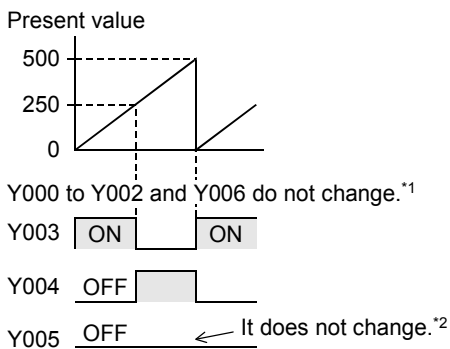 Present value
500
250
0
Y000 to Y002 and Y006 do not change.*1
Y003 ON ON
Y004 OFF
Y005 OFF It does not change.*2